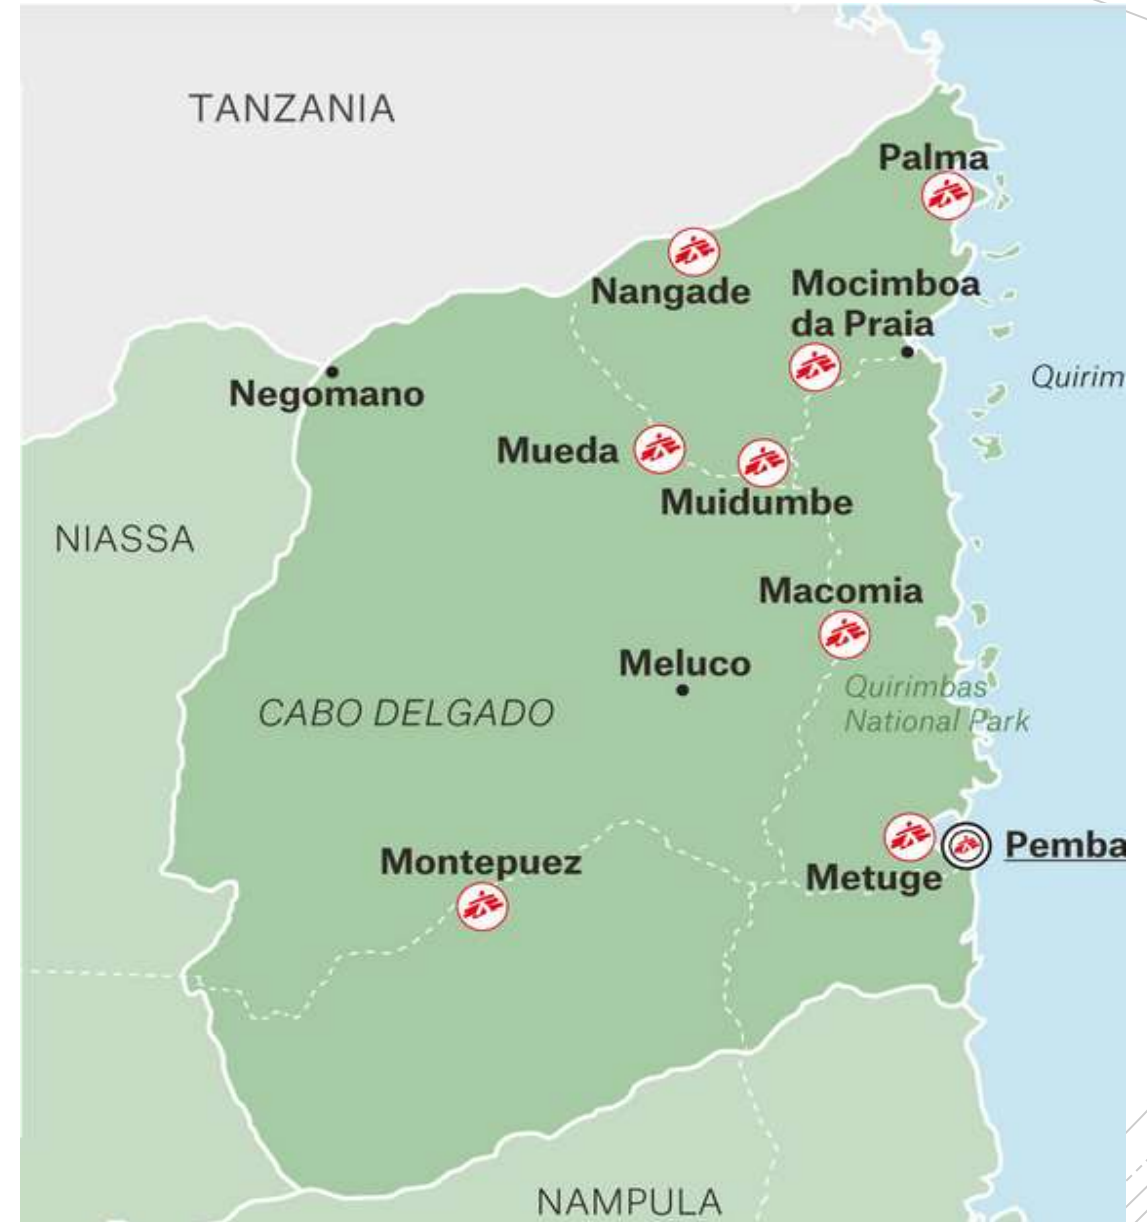 TANZANIA
Palma
Nangade
Mocimboa
da Praia
Negomano
Quirim
Mueda
Muidumbe
NIASSA
Macomia
Meluco
Quirimbas
National Park
CABO DELGADO
Montepuez
Metuge
Pemba
NAMPULA